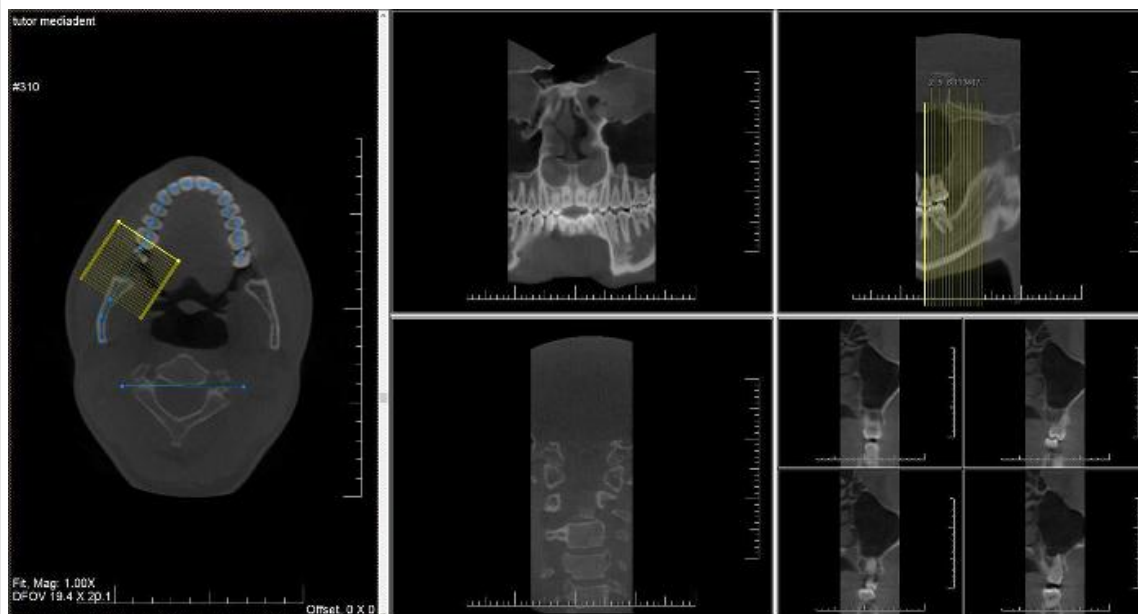 tutor mediadent
#310
Fit, Mag: 1.00X
DFOV 19.4 X 20.1
Offset: 0 X 0